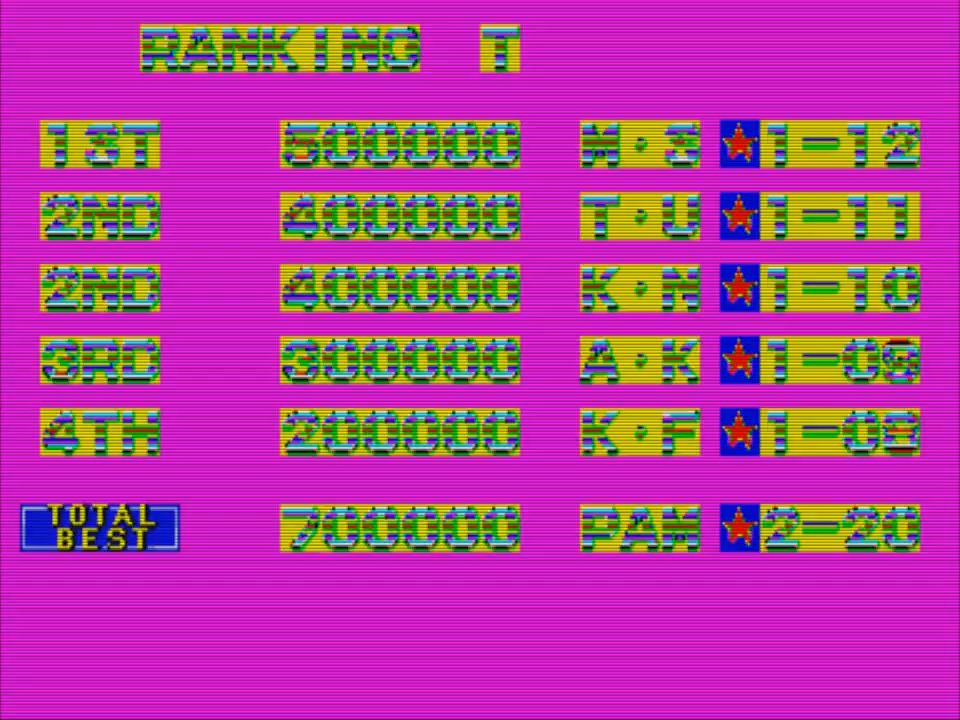 RANKING T
1ST 500000 M·S 1-12
2ND 400000 T·U 1-11
2ND 400000 K·N 1-10
3RD 300000 A·K 1-09
4TH 200000 K·F 1-08
TOTAL
BEST 700000 PAM 2-20